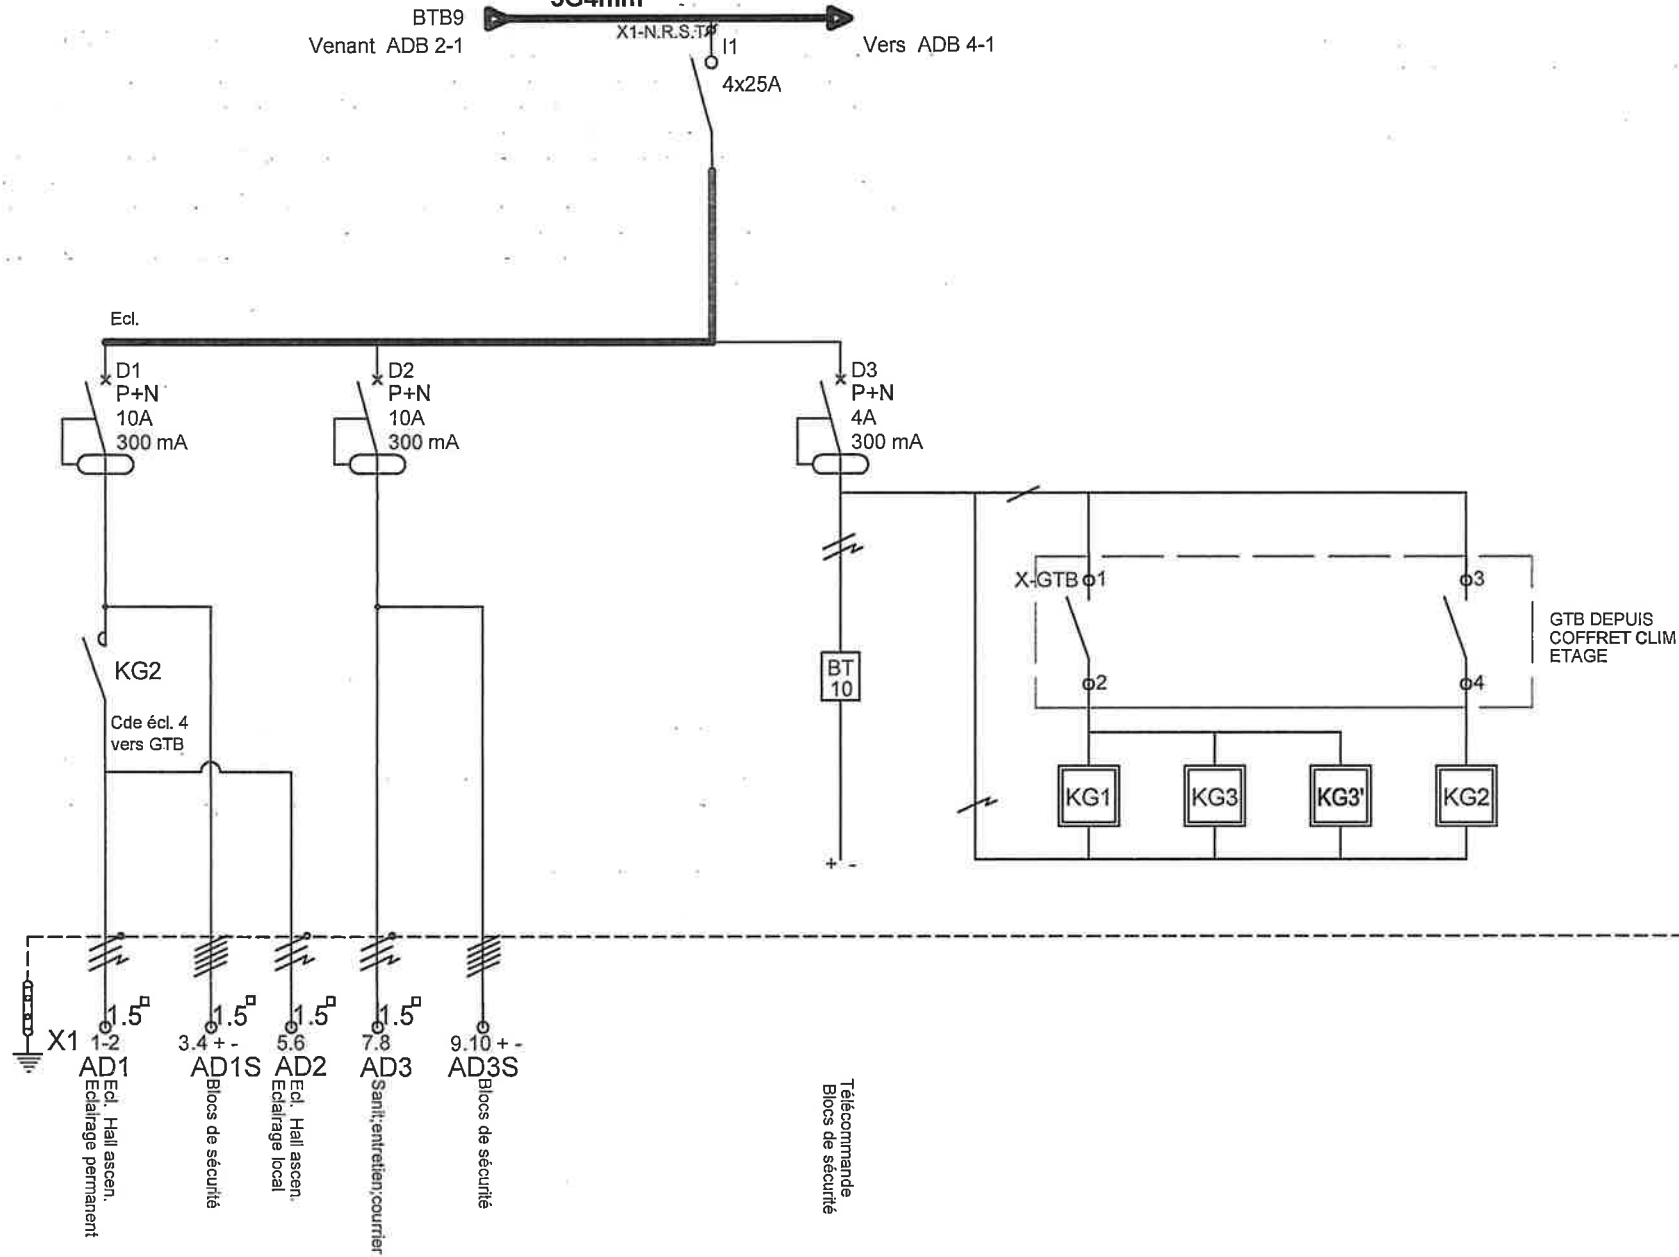 BTB9
X1-N.R.S.T
I1
Venant ADB 2-1
Vers ADB 4-1
4x25A
Ecl.
D1
P+N
10A
300 mA
D2
P+N
10A
300 mA
D3
P+N
4A
300 mA
X-GTB
1
3
GTB DEPUIS
COFFRET CLIM
ETAGE
KG2
BT
10
2
4
Cde écl. 4
vers GTB
KG1
KG3
KG3'
KG2
+ -
1.5
1.5
1.5
1.5
X1
1-2
3.4 + -
5.6
7.8
9.10 + -
AD1
AD1S
AD2
AD3
AD3S
Ecl. Hall ascen.
Eclairage permanent
Blocs de sécurité
Ecl. Hall ascen.
Eclairage local
Sanit;entretien;courrier
Blocs de sécurité
Télécommande
Blocs de sécurité